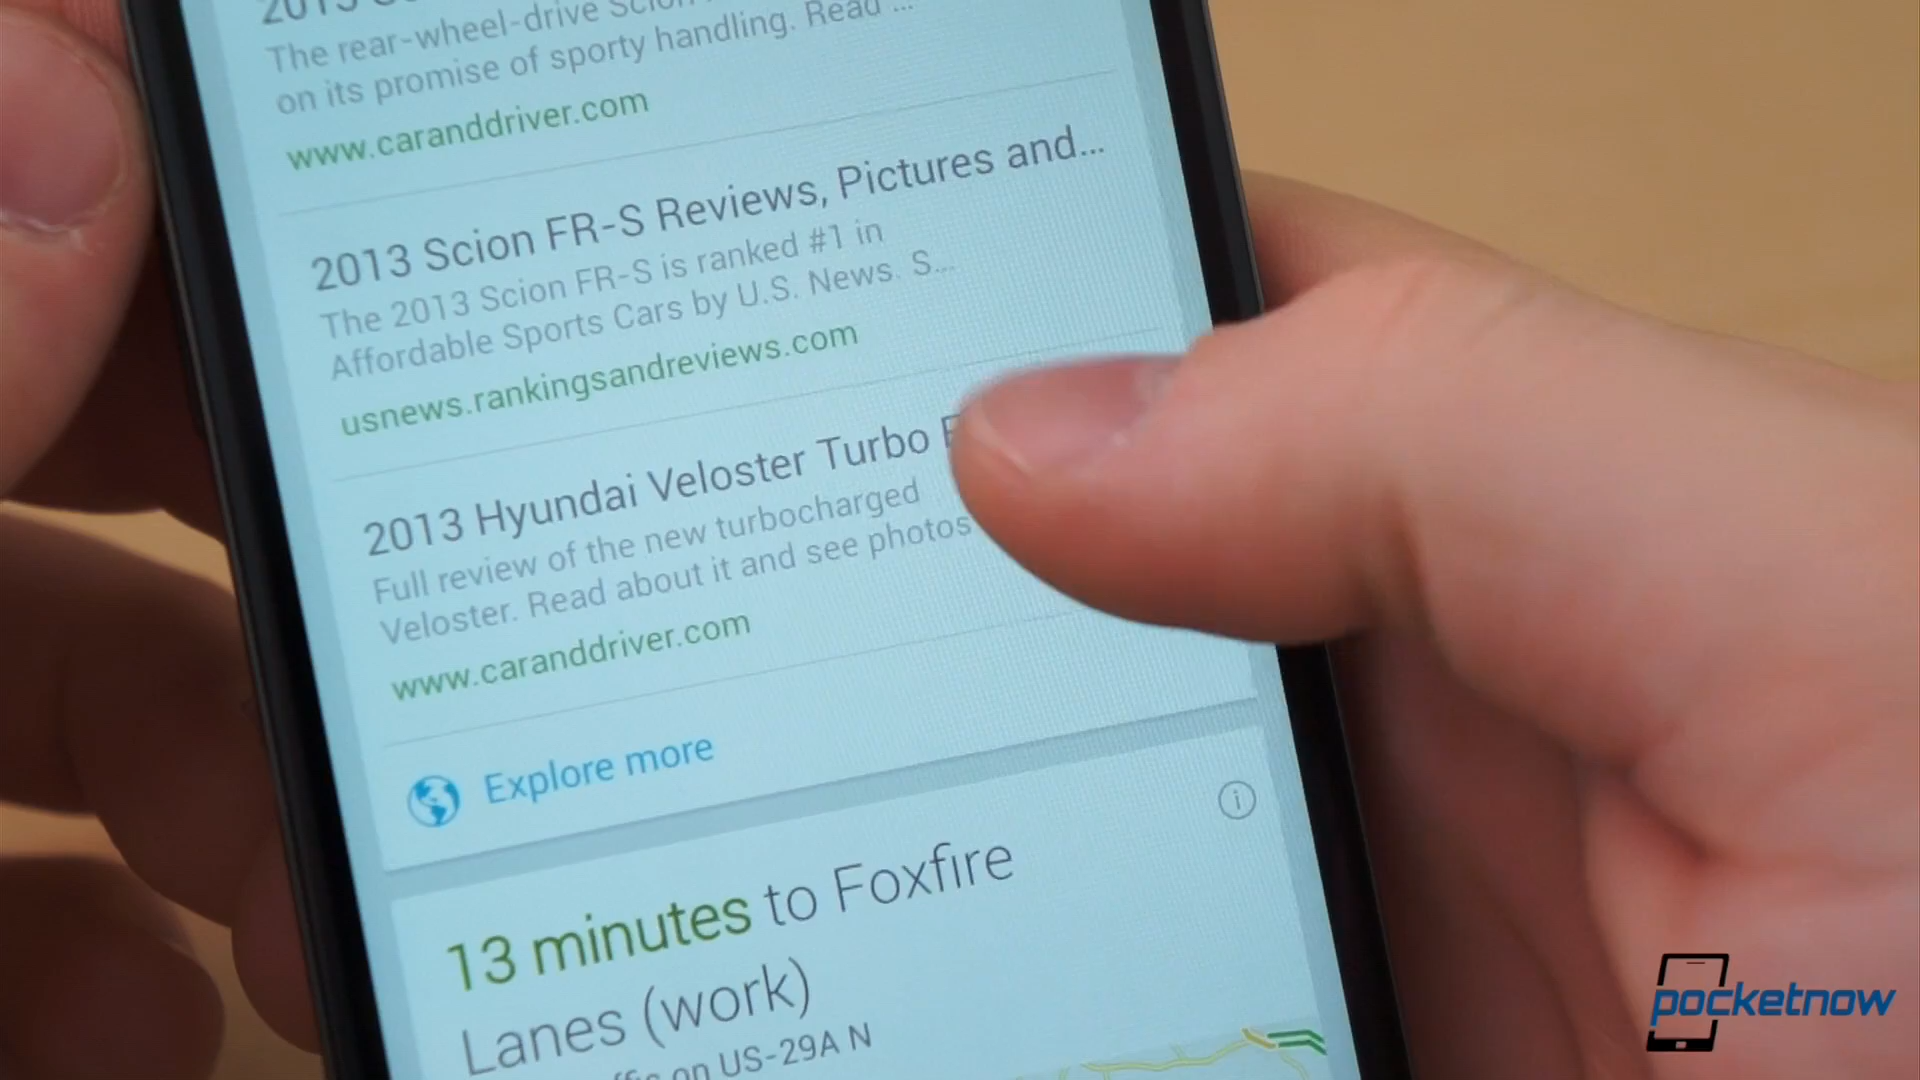 2013
The rear-wheel-drive Scion
on its promise of sporty handling. Read ...
www.caranddriver.com
2013 Scion FR-S Reviews, Pictures and...
The 2013 Scion FR-S is ranked #1 in
Affordable Sports Cars by U.S. News. S...
usnews.rankingsandreviews.com
2013 Hyundai Veloster Turbo
Full review of the new turbocharged
Veloster. Read about it and see photos
www.caranddriver.com
Explore more
13 minutes to Foxfire
Lanes (work)
on US-29A N
pocketnow